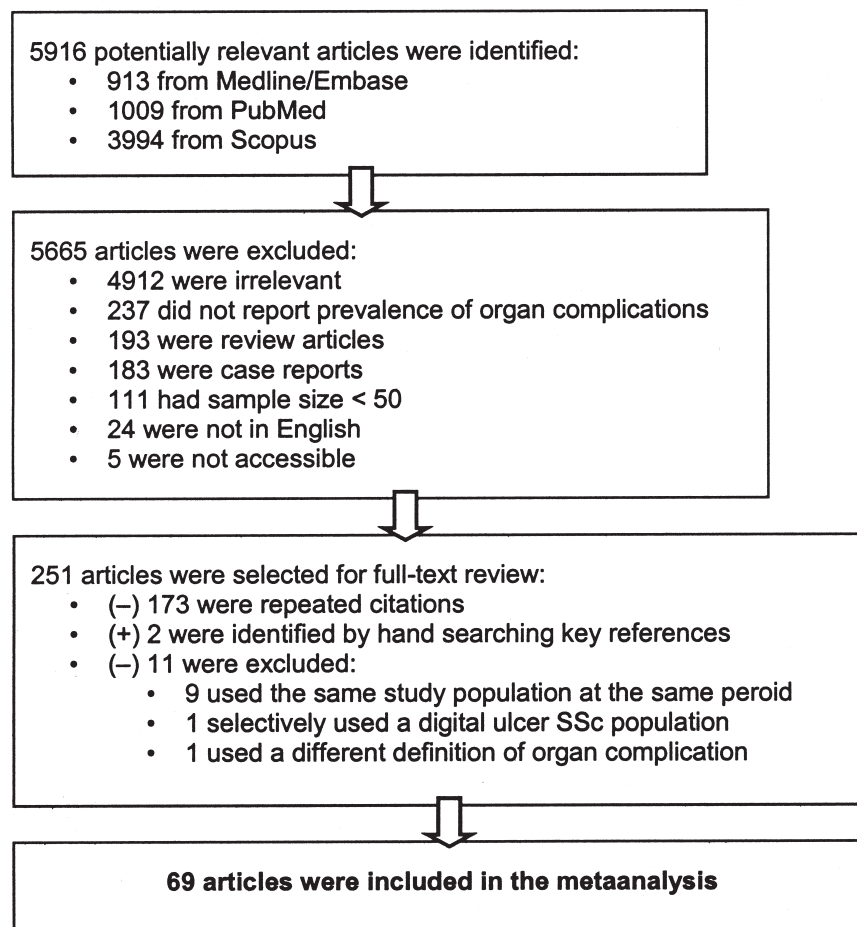 5916 potentially relevant articles were identified:
• 913 from Medline/Embase
• 1009 from PubMed
• 3994 from Scopus
5665 articles were excluded:
• 4912 were irrelevant
• 237 did not report prevalence of organ complications
• 193 were review articles
• 183 were case reports
• 111 had sample size < 50
• 24 were not in English
• 5 were not accessible
251 articles were selected for full-text review:
• (–) 173 were repeated citations
• (+) 2 were identified by hand searching key references
• (–) 11 were excluded:
• 9 used the same study population at the same peroid
• 1 selectively used a digital ulcer SSc population
• 1 used a different definition of organ complication
69 articles were included in the metaanalysis